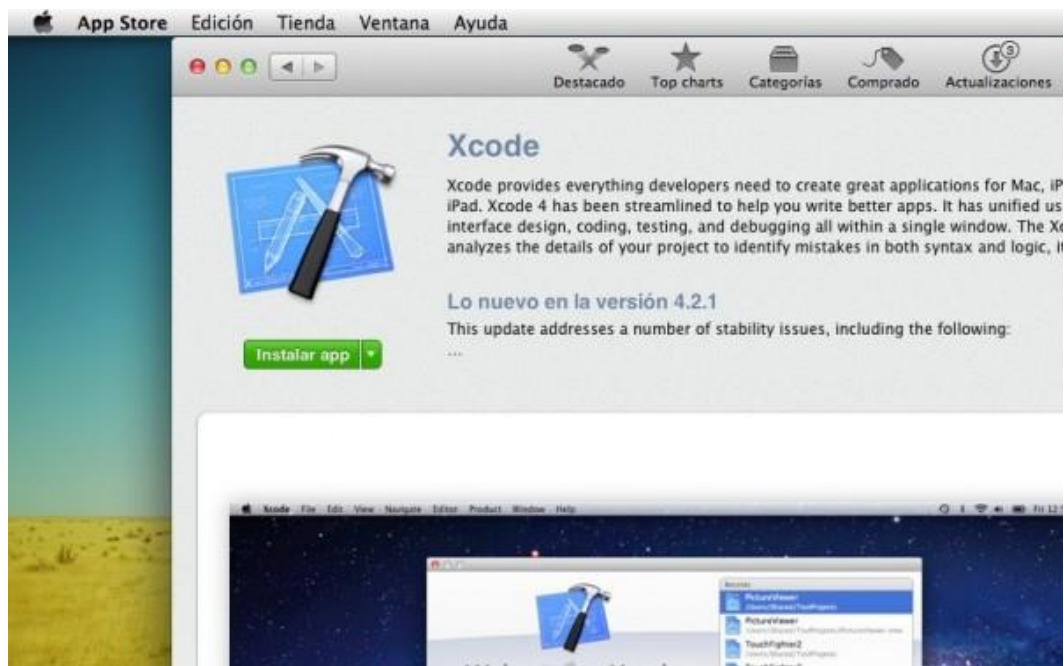 App Store Edición Tienda Ventana Ayuda
3
Destacado Top charts Categorías Comprado Actualizaciones
Xcode
Xcode provides everything developers need to create great applications for Mac, iP
iPad. Xcode 4 has been streamlined to help you write better apps. It has unified us
interface design, coding, testing, and debugging all within a single window. The Xc
analyzes the details of your project to identify mistakes in both syntax and logic, it
Lo nuevo en la versión 4.2.1
This update addresses a number of stability issues, including the following:
...
Instalar app
Xcode File Edit View Navigate Editor Product Window Help
PictureViewer
PictureViewer
TouchFighter2